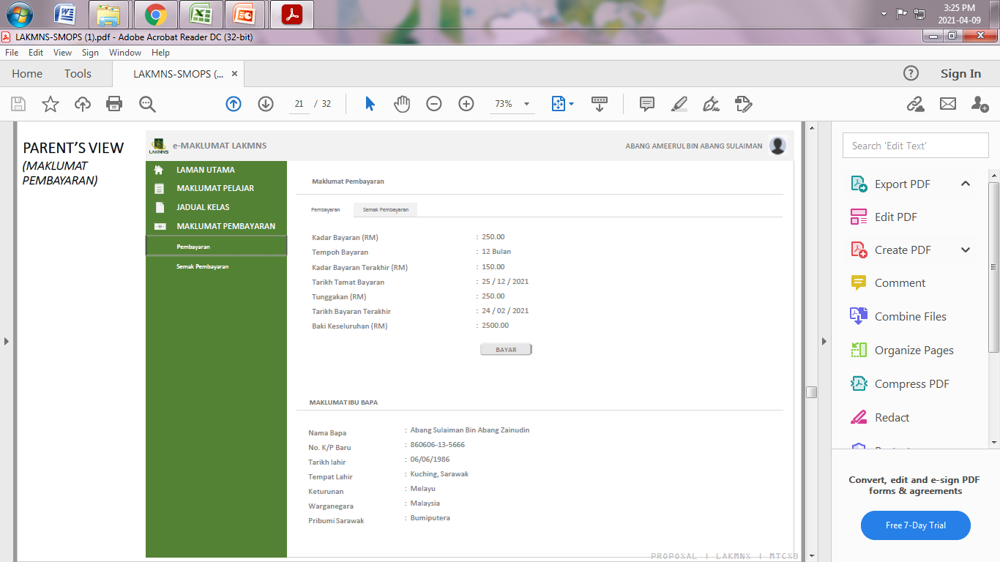 3:25 PM
2021-04-09
LAKMNS-SMOPS (1).pdf - Adobe Acrobat Reader DC (32-bit)
File Edit View Sign Window Help
Home Tools LAKMNS-SMOPS (... × Sign In
21 / 32 73%
PARENT'S VIEW
(MAKLUMAT
PEMBAYARAN)
LAKMNS
e-MAKLUMAT LAKMNS
ABANG AMEERUL BIN ABANG SULAIMAN
LAMAN UTAMA
MAKLUMAT PELAJAR
JADUAL KELAS
MAKLUMAT PEMBAYARAN
Pembayaran
Semak Pembayaran
Maklumat Pembayaran
Pembayaran Semak Pembayaran
Kadar Bayaran (RM) : 250.00
Tempoh Bayaran : 12 Bulan
Kadar Bayaran Terakhir (RM) : 150.00
Tarikh Tamat Bayaran : 25 / 12 / 2021
Tunggakan (RM) : 250.00
Tarikh Bayaran Terakhir : 24 / 02 / 2021
Baki Keseluruhan (RM) : 2500.00
BAYAR
MAKLUMAT IBU BAPA
Nama Bapa : Abang Sulaiman Bin Abang Zainudin
No. K/P Baru : 860606-13-5666
Tarikh lahir : 06/06/1986
Tempat Lahir : Kuching, Sarawak
Keturunan : Melayu
Warganegara : Malaysia
Pribumi Sarawak : Bumiputera
PROPOSAL | LAKMNS | MTCSB
Search 'Edit Text'
Export PDF
Edit PDF
Create PDF
Comment
Combine Files
Organize Pages
Compress PDF
Redact
Convert, edit and e-sign PDF
forms & agreements
Free 7-Day Trial